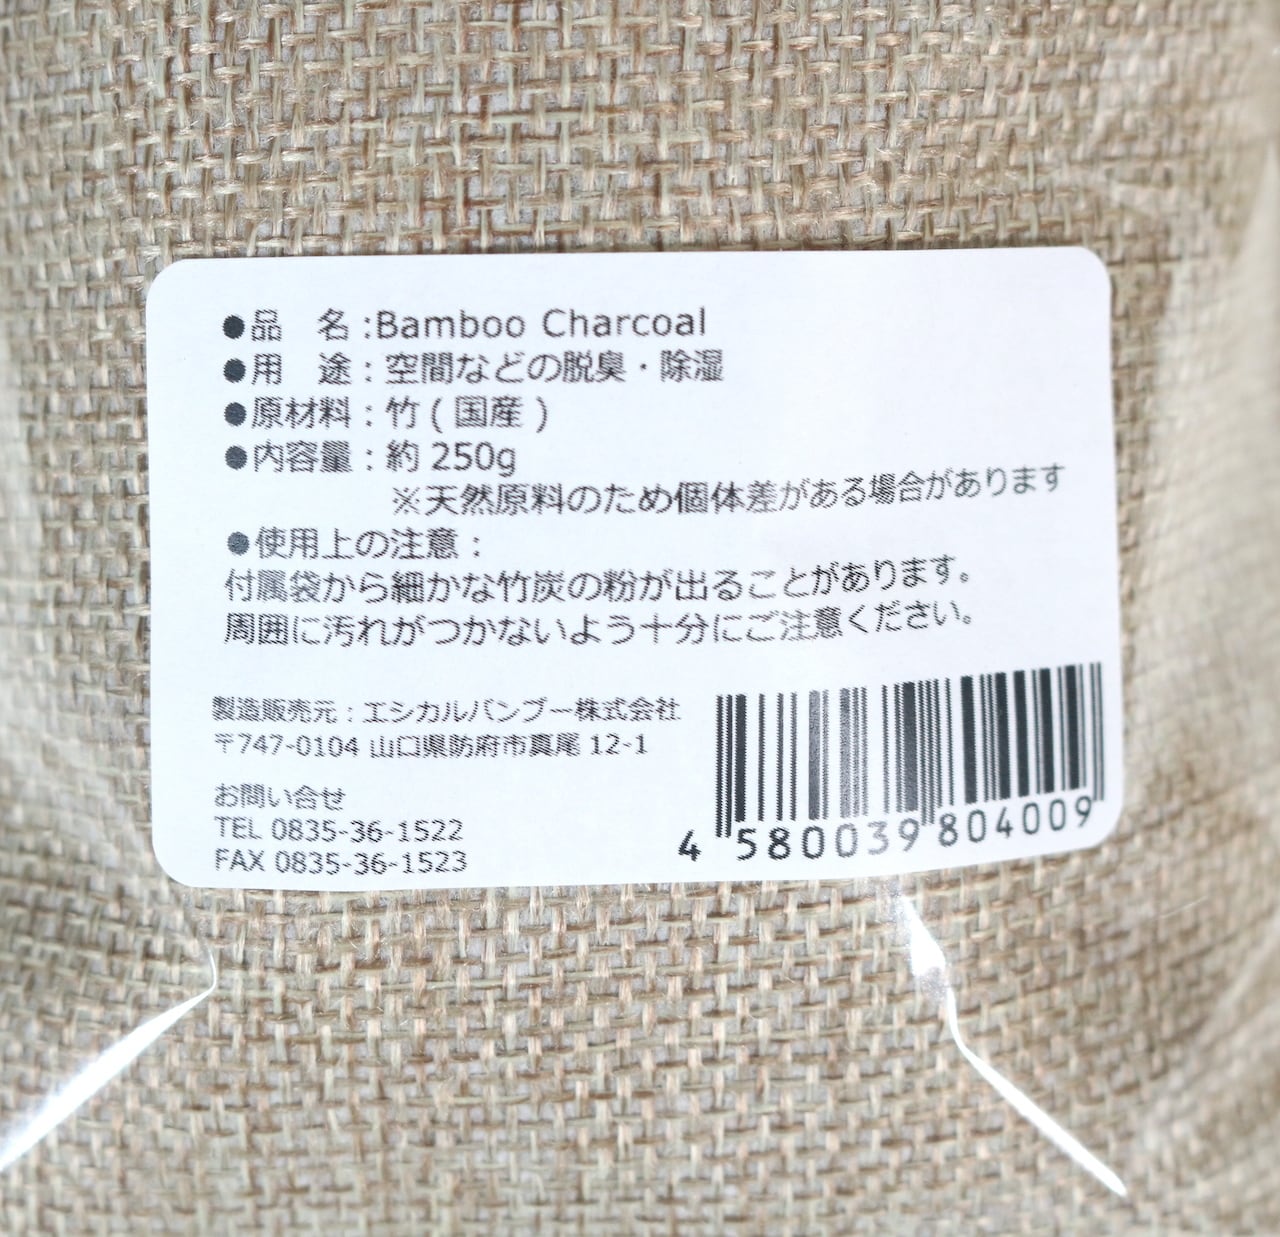 ●品　名:Bamboo Charcoal
●用　途：空間などの脱臭・除湿
●原材料：竹 ( 国産 )
●内容量：約 250g
※天然原料のため個体差がある場合があります
●使用上の注意：
付属袋から細かな竹炭の粉が出ることがあります。
周囲に汚れがつかないよう十分にご注意ください。
製造販売元：エシカルバンブー株式会社
〒747-0104 山口県防府市真尾 12-1
お問い合せ
TEL 0835-36-1522
FAX 0835-36-1523
4 580039 804009